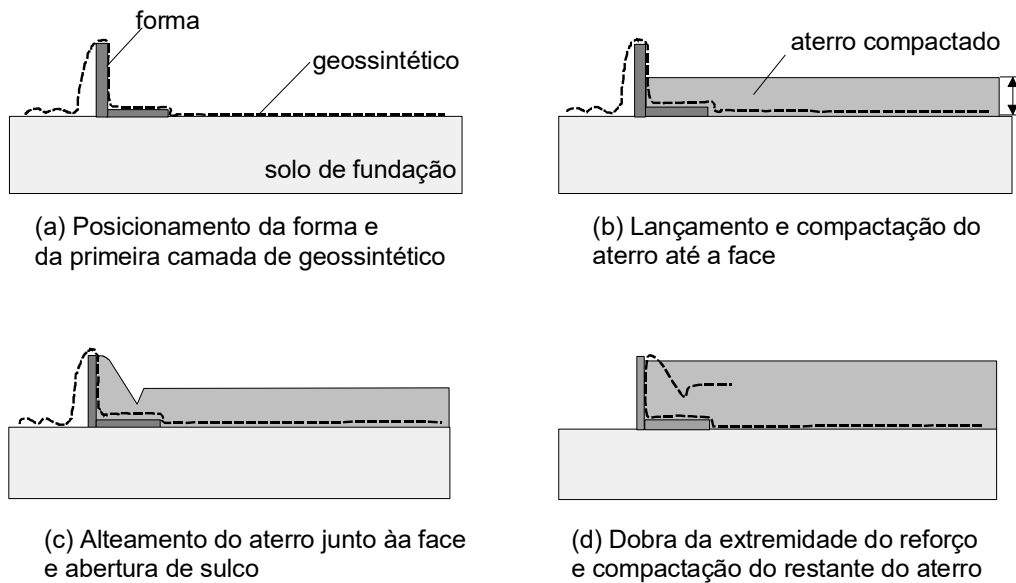 forma
geossintético
solo de fundação
(a) Posicionamento da forma e
da primeira camada de geossintético
aterro compactado
(b) Lançamento e compactação do
aterro até a face
(c) Alteamento do aterro junto àa face
e abertura de sulco
(d) Dobra da extremidade do reforço
e compactação do restante do aterro